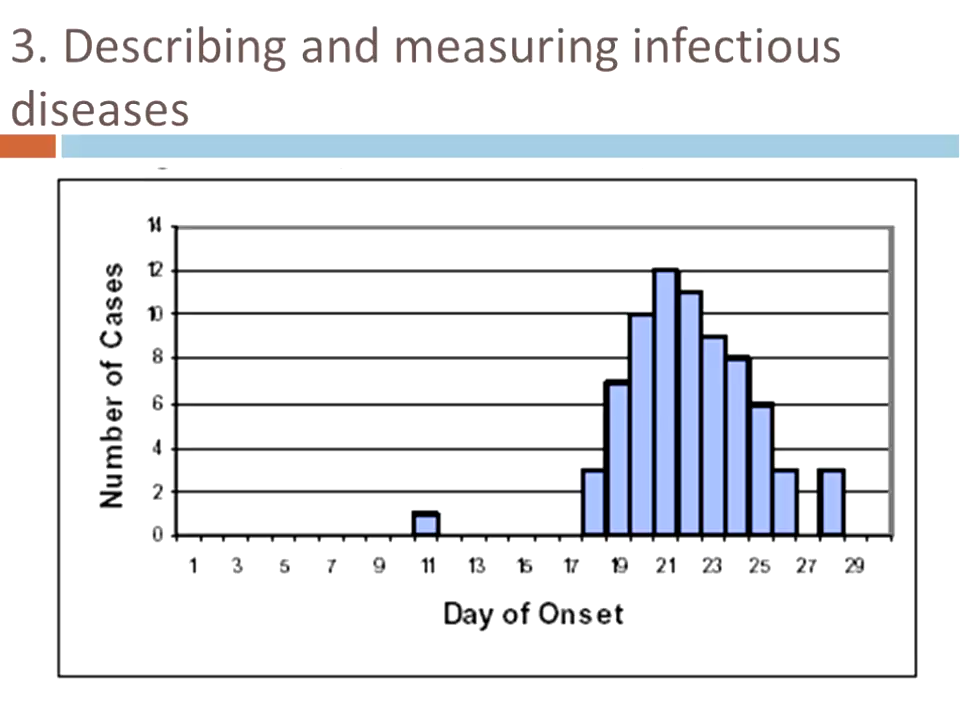 3. Describing and measuring infectious
diseases
14
12
10
8
6
4
2
0
Number of Cases
1 3 5 7 9 11 13 15 17 19 21 23 25 27 29
Day of Onset